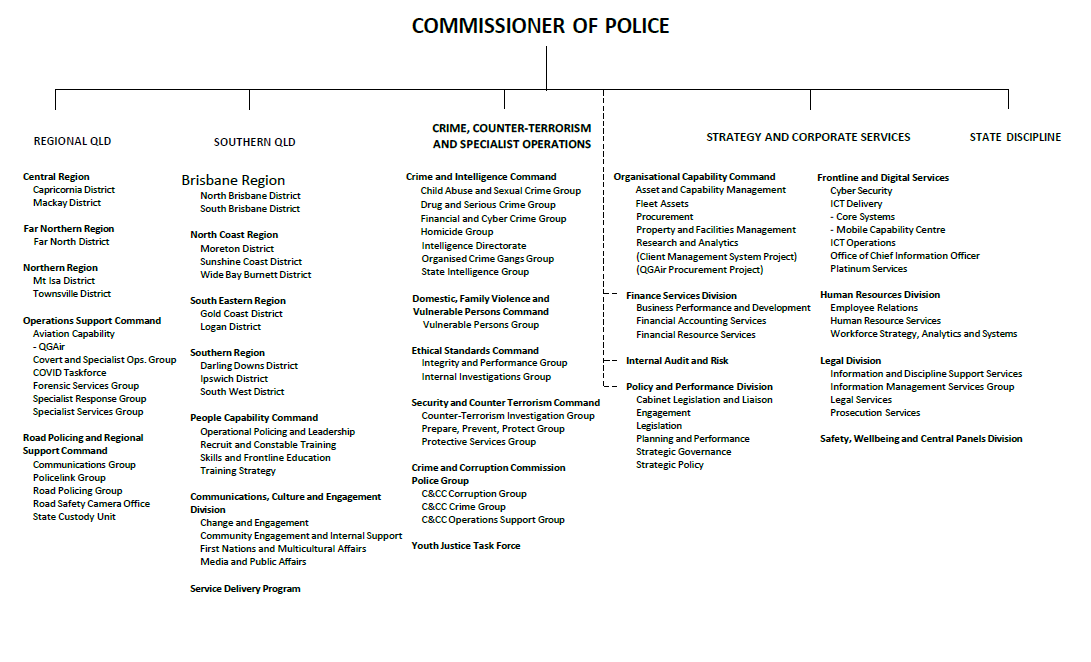 COMMISSIONER OF POLICE
REGIONAL QLD
Central Region
Capricornia District
Mackay District
Far Northern Region
Far North District
Northern Region
Mt Isa District
Townsville District
Operations Support Command
Aviation Capability
- QGAir
Covert and Specialist Ops. Group
COVID Taskforce
Forensic Services Group
Specialist Response Group
Specialist Services Group
Road Policing and Regional
Support Command
Communications Group
Policelink Group
Road Policing Group
Road Safety Camera Office
State Custody Unit
SOUTHERN QLD
Brisbane Region
North Brisbane District
South Brisbane District
North Coast Region
Moreton District
Sunshine Coast District
Wide Bay Burnett District
South Eastern Region
Gold Coast District
Logan District
Southern Region
Darling Downs District
Ipswich District
South West District
People Capability Command
Operational Policing and Leadership
Recruit and Constable Training
Skills and Frontline Education
Training Strategy
Communications, Culture and Engagement
Division
Change and Engagement
Community Engagement and Internal Support
First Nations and Multicultural Affairs
Media and Public Affairs
Service Delivery Program
CRIME, COUNTER-TERRORISM
AND SPECIALIST OPERATIONS
Crime and Intelligence Command
Child Abuse and Sexual Crime Group
Drug and Serious Crime Group
Financial and Cyber Crime Group
Homicide Group
Intelligence Directorate
Organised Crime Gangs Group
State Intelligence Group
Domestic, Family Violence and
Vulnerable Persons Command
Vulnerable Persons Group
Ethical Standards Command
Integrity and Performance Group
Internal Investigations Group
Security and Counter Terrorism Command
Counter-Terrorism Investigation Group
Prepare, Prevent, Protect Group
Protective Services Group
Crime and Corruption Commission
Police Group
C&CC Corruption Group
C&CC Crime Group
C&CC Operations Support Group
Youth Justice Task Force
STRATEGY AND CORPORATE SERVICES
Organisational Capability Command
Asset and Capability Management
Fleet Assets
Procurement
Property and Facilities Management
Research and Analytics
(Client Management System Project)
(QGAir Procurement Project)
Finance Services Division
Business Performance and Development
Financial Accounting Services
Financial Resource Services
Internal Audit and Risk
Policy and Performance Division
Cabinet Legislation and Liaison
Engagement
Legislation
Planning and Performance
Strategic Governance
Strategic Policy
Frontline and Digital Services
Cyber Security
ICT Delivery
- Core Systems
- Mobile Capability Centre
ICT Operations
Office of Chief Information Officer
Platinum Services
Human Resources Division
Employee Relations
Human Resource Services
Workforce Strategy, Analytics and Systems
Legal Division
Information and Discipline Support Services
Information Management Services Group
Legal Services
Prosecution Services
Safety, Wellbeing and Central Panels Division
STATE DISCIPLINE